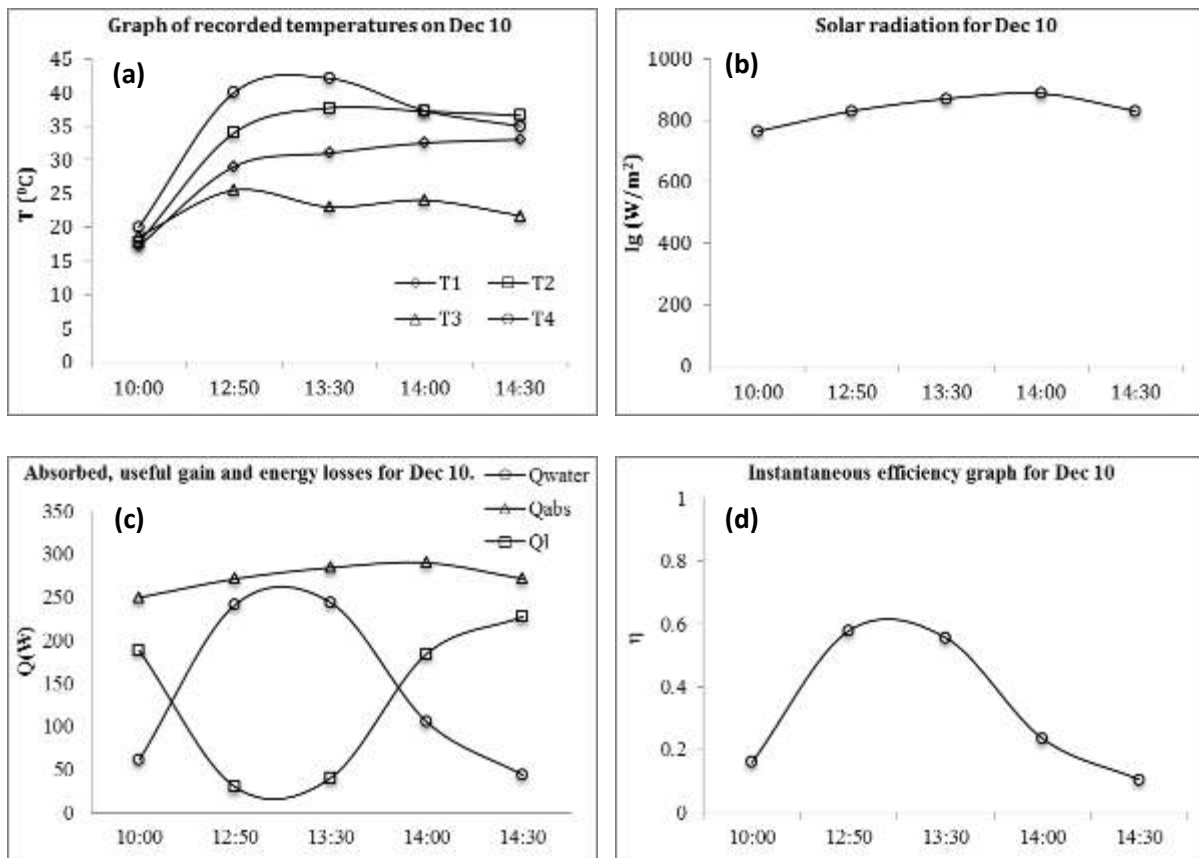 Graph of recorded temperatures on Dec 10
(a)
T (⁰C)
45
40
35
30
25
20
15
10
5
0
T1 T2
T3 T4
10:00 12:50 13:30 14:00 14:30
Solar radiation for Dec 10
(b)
Ig (W/m²)
1000
800
600
400
200
0
10:00 12:50 13:30 14:00 14:30
Absorbed, useful gain and energy losses for Dec 10.
Qwater
Qabs
Ql
(c)
Q(W)
350
300
250
200
150
100
50
0
10:00 12:50 13:30 14:00 14:30
Instantaneous efficiency graph for Dec 10
(d)
η
1
0.8
0.6
0.4
0.2
0
10:00 12:50 13:30 14:00 14:30